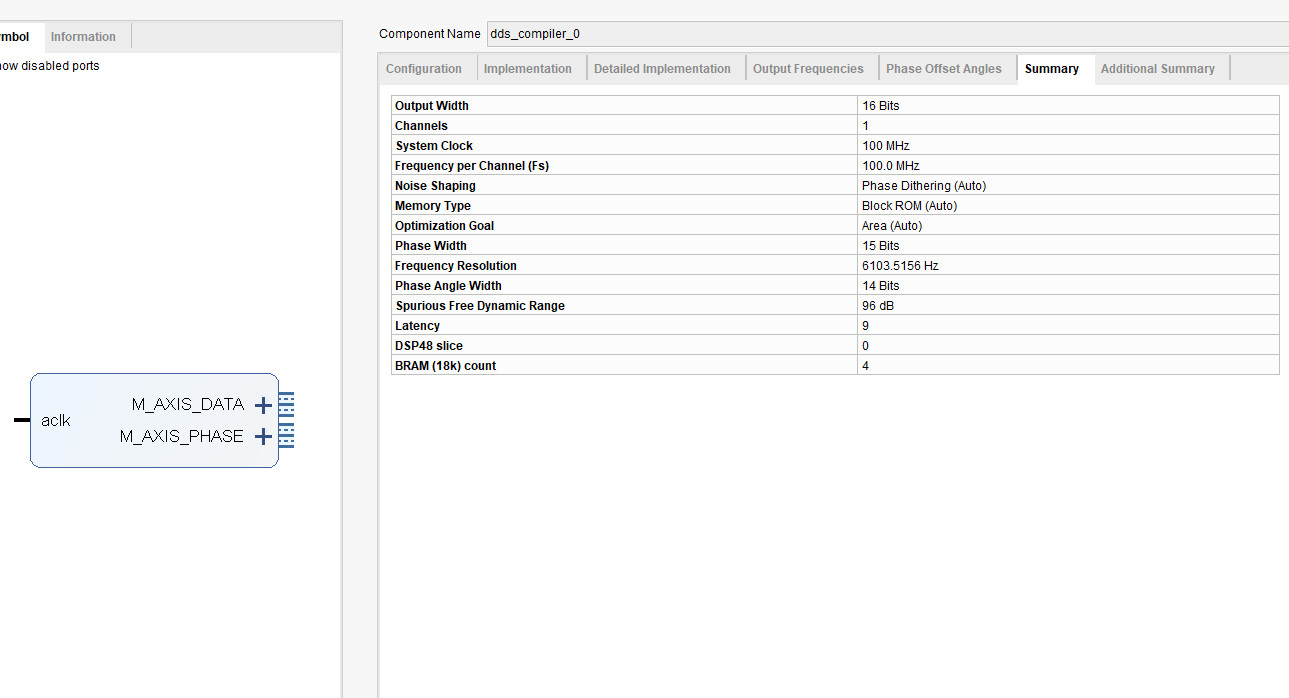 mbol Information
ow disabled ports
aclk
M_AXIS_DATA
M_AXIS_PHASE
Component Name dds_compiler_0
Configuration Implementation Detailed Implementation Output Frequencies Phase Offset Angles Summary Additional Summary
Output Width 16 Bits
Channels 1
System Clock 100 MHz
Frequency per Channel (Fs) 100.0 MHz
Noise Shaping Phase Dithering (Auto)
Memory Type Block ROM (Auto)
Optimization Goal Area (Auto)
Phase Width 15 Bits
Frequency Resolution 6103.5156 Hz
Phase Angle Width 14 Bits
Spurious Free Dynamic Range 96 dB
Latency 9
DSP48 slice 0
BRAM (18k) count 4